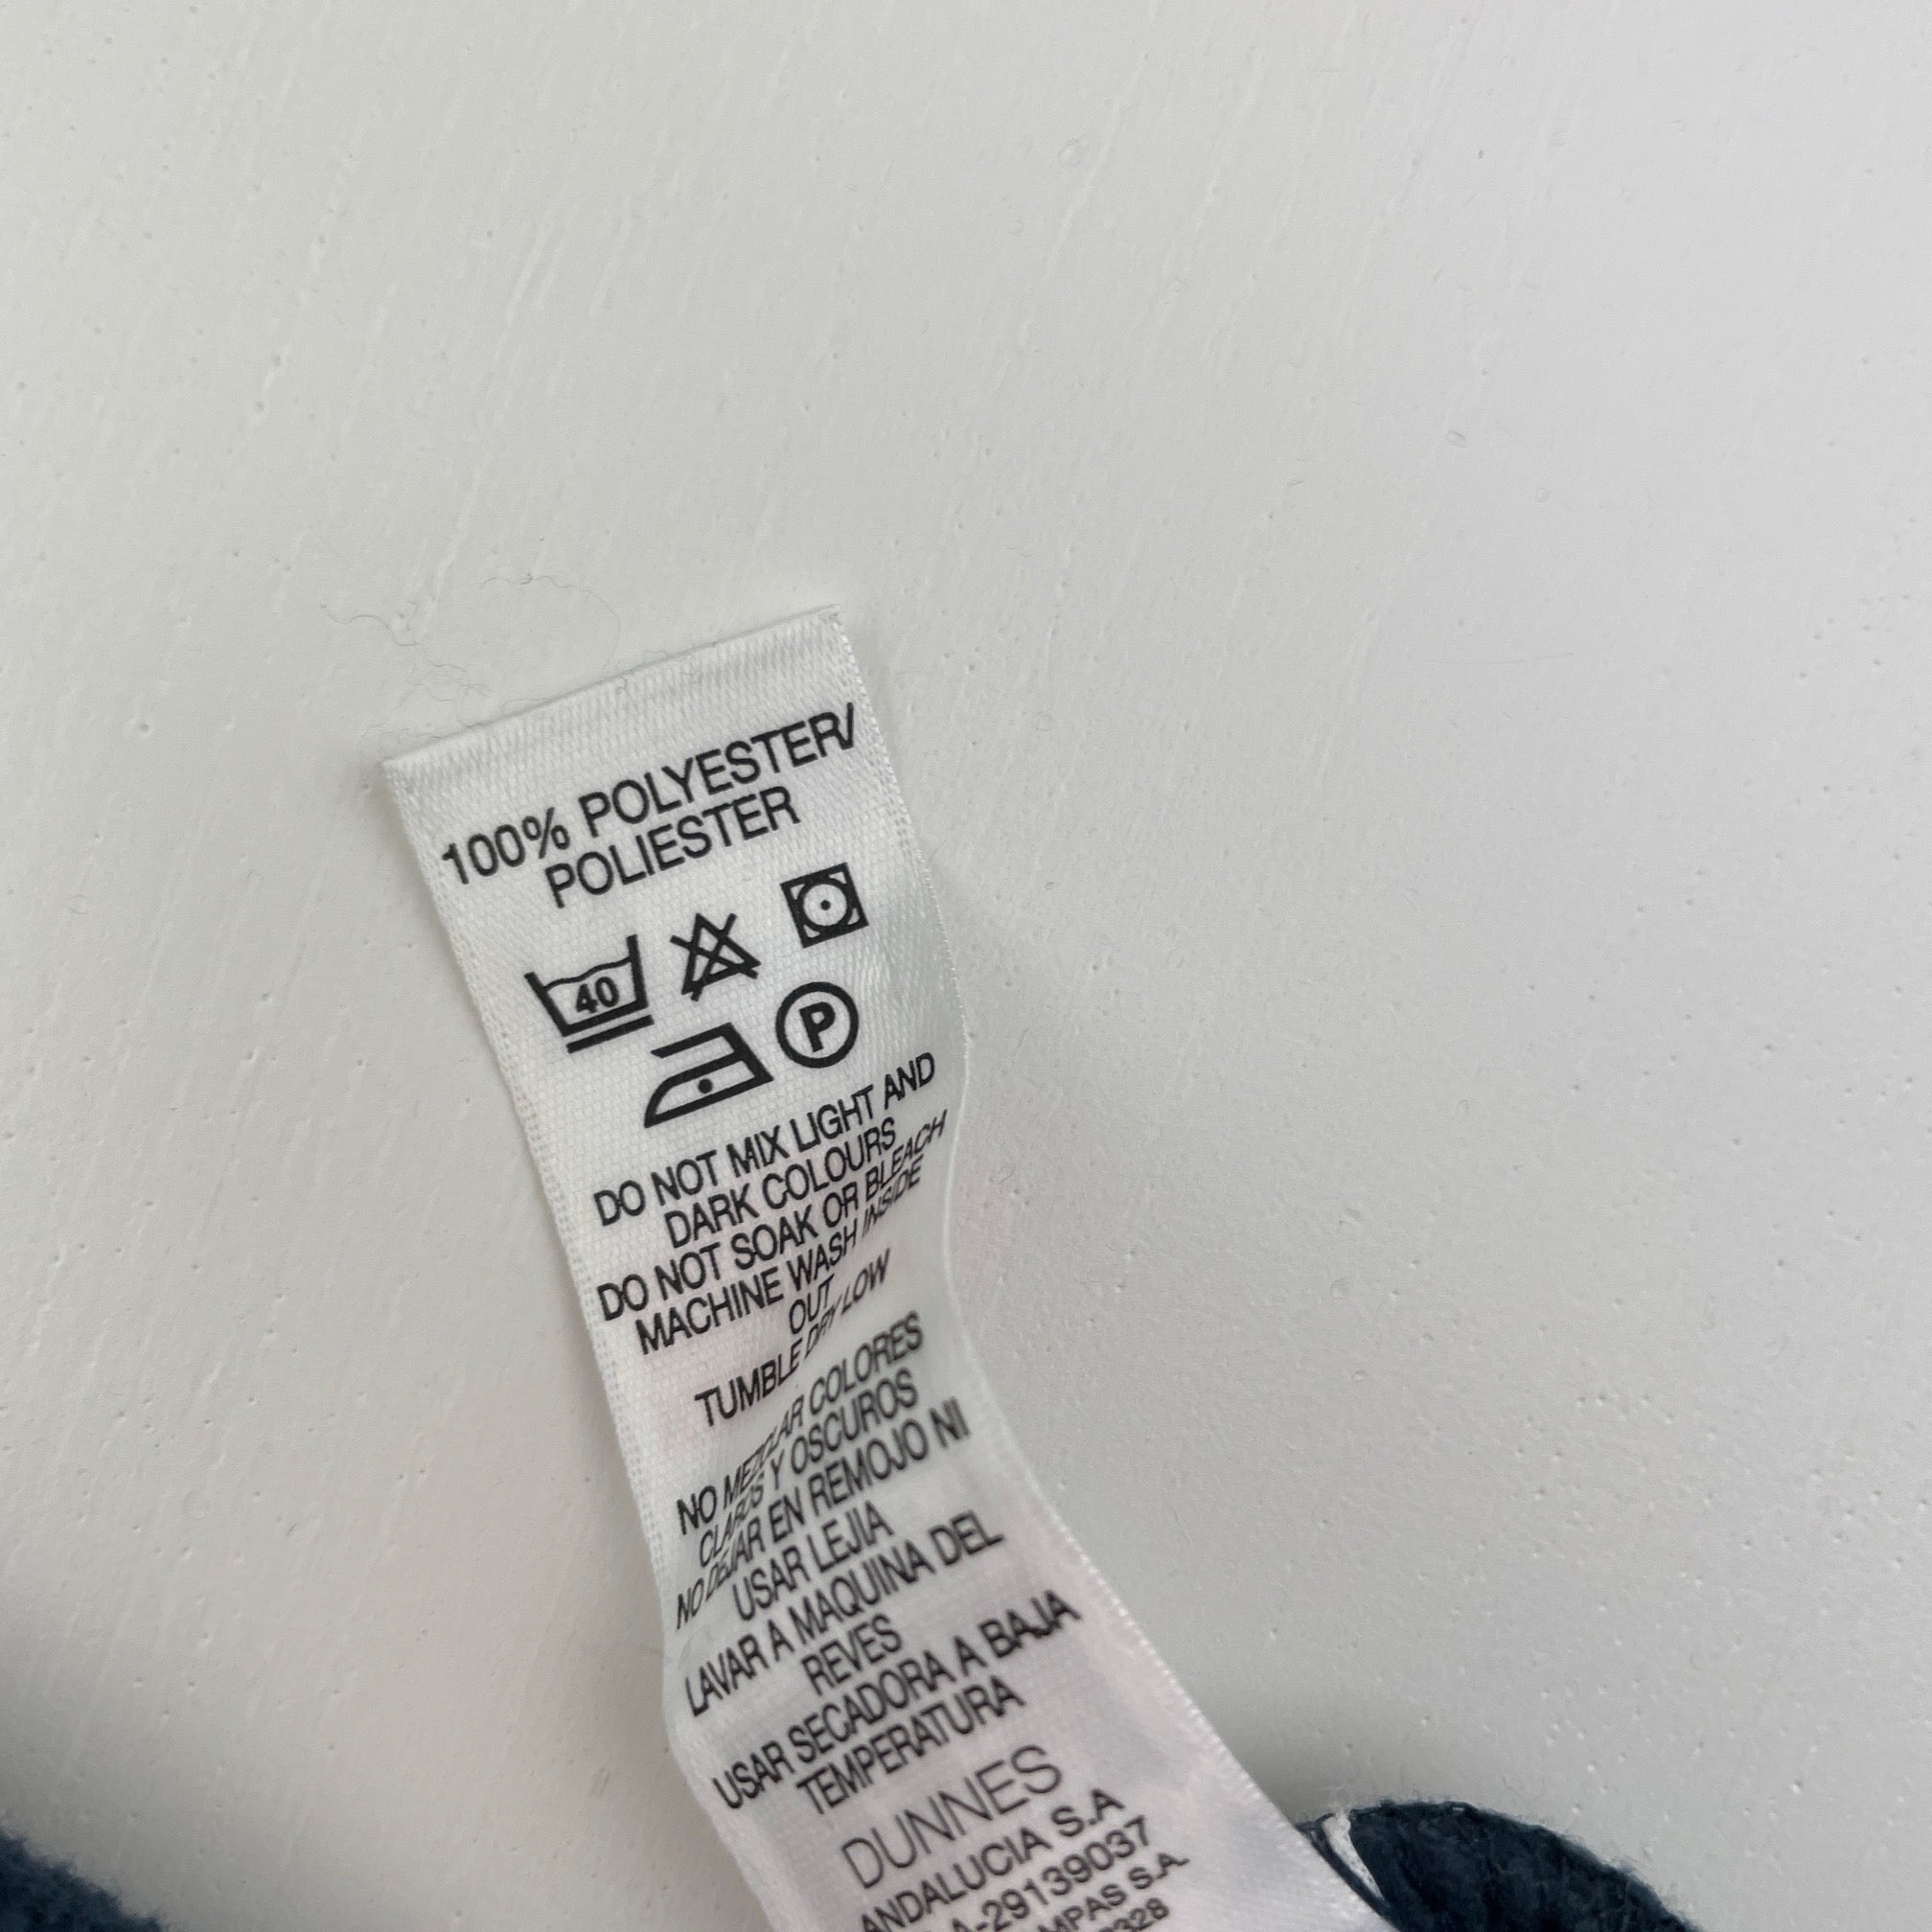 100% POLYESTER/
POLIESTER
40
P
DO NOT MIX LIGHT AND
DARK COLOURS
DO NOT SOAK OR BLEACH
MACHINE WASH INSIDE
OUT
TUMBLE DRY LOW
NO MEZCLAR COLORES
CLAROS Y OSCUROS
NO DEJAR EN REMOJO NI
USAR LEJIA
LAVAR A MAQUINA DEL
REVES
USAR SECADORA A BAJA
TEMPERATURA
DUNNES
ANDALUCIA S.A
A-29139037
S.A.